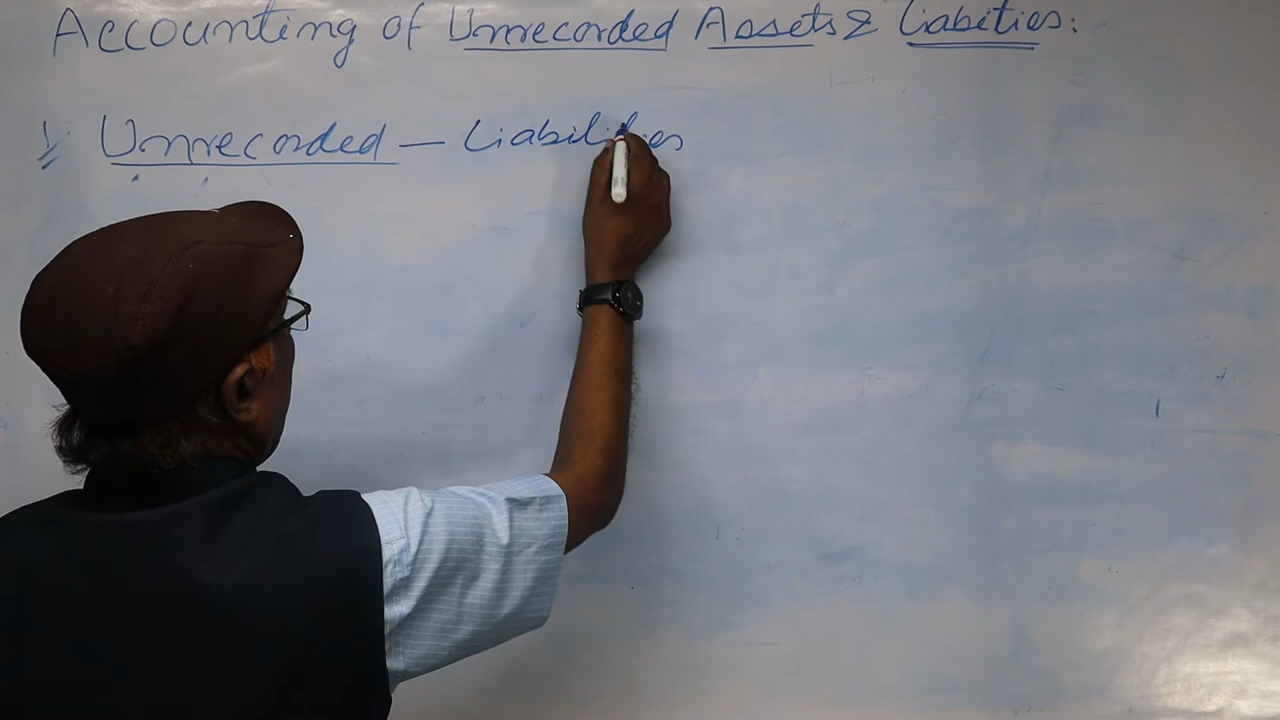 Accounting of Unrecorded Assets & Liabities:
1, Unrecorded — Liabilities